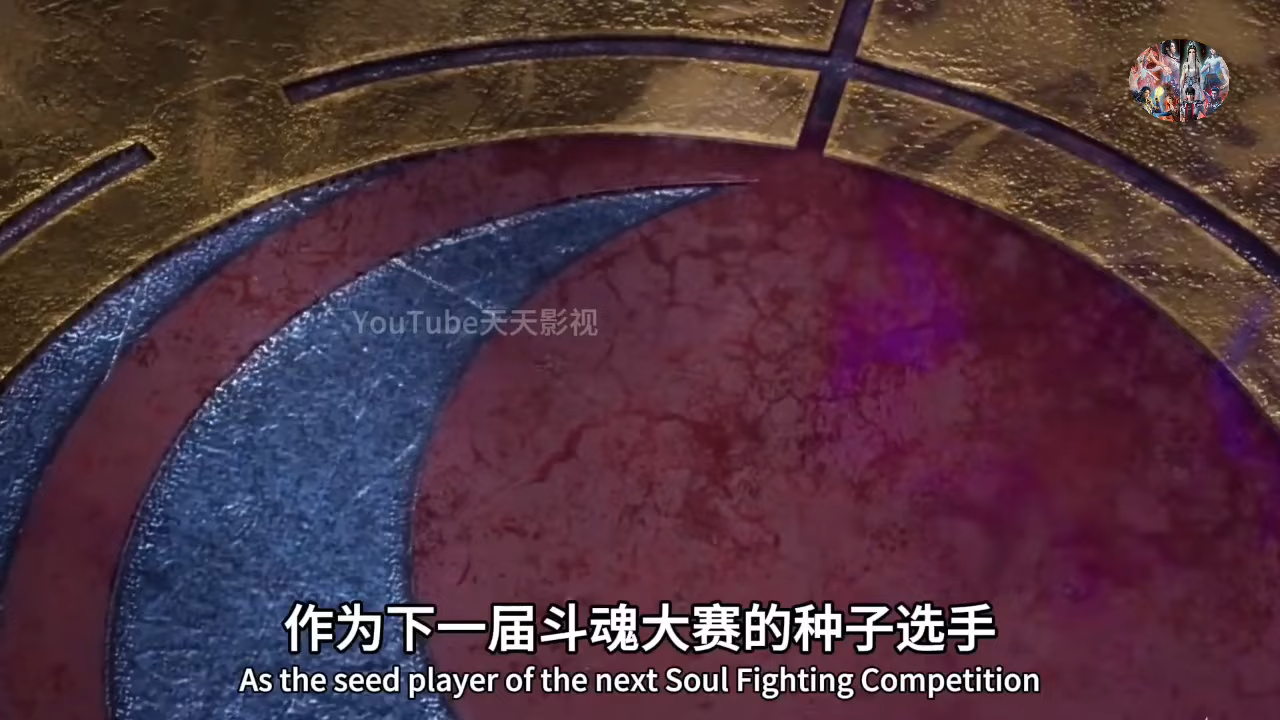 YouTube天天影视
作为下一届斗魂大赛的种子选手
As the seed player of the next Soul Fighting Competition